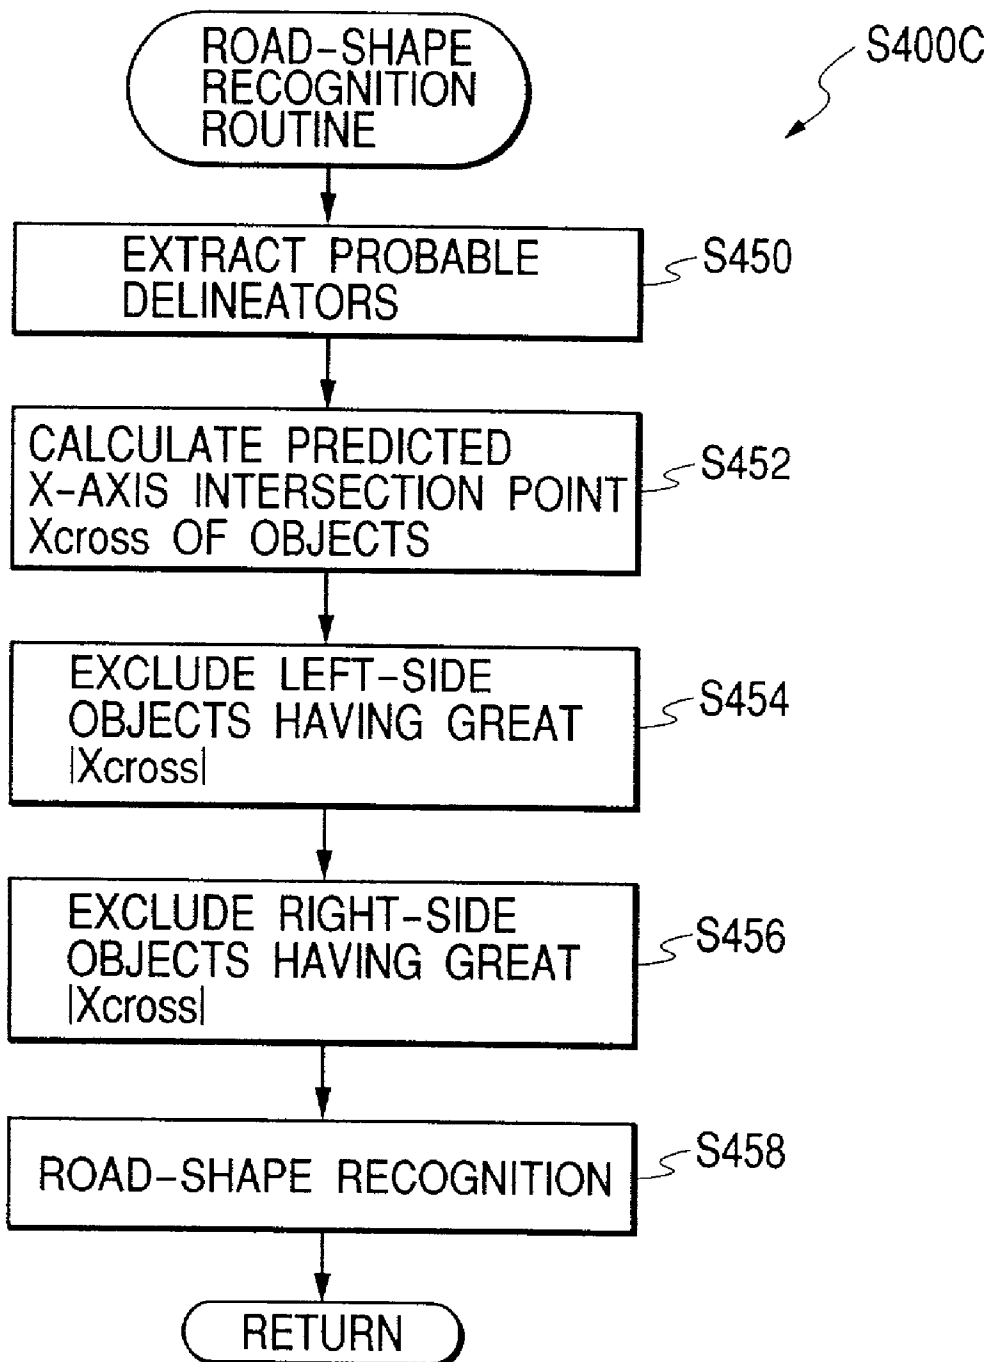 ROAD-SHAPE
RECOGNITION
ROUTINE
S400C
EXTRACT PROBABLE
DELINEATORS
S450
CALCULATE PREDICTED
X-AXIS INTERSECTION POINT
Xcross OF OBJECTS
S452
EXCLUDE LEFT-SIDE
OBJECTS HAVING GREAT
|Xcross|
S454
EXCLUDE RIGHT-SIDE
OBJECTS HAVING GREAT
|Xcross|
S456
ROAD-SHAPE RECOGNITION
S458
RETURN